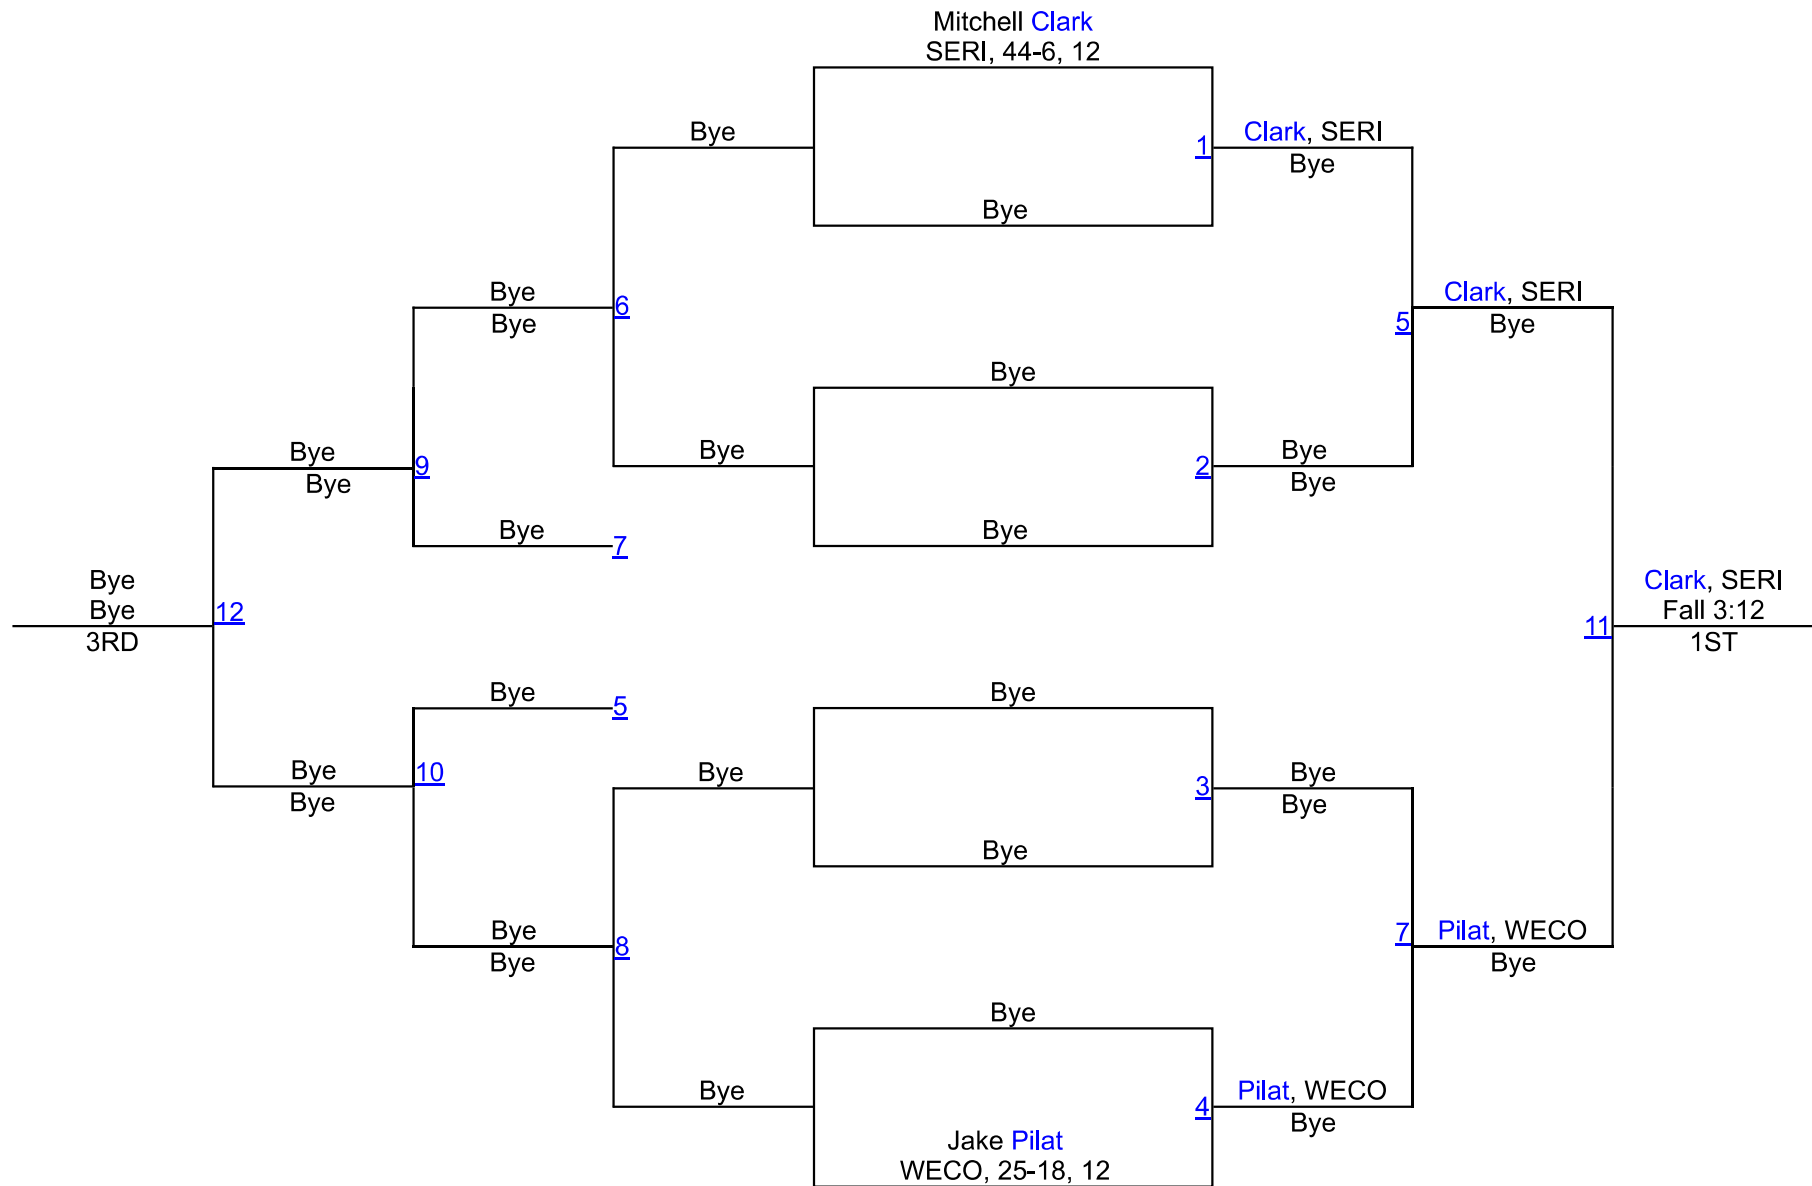 Mitchell Clark
SERI, 44-6, 12
Bye
1
Clark, SERI
Bye
Bye
Bye
Bye
6
5
Clark, SERI
Bye
Bye
Bye
2
Bye
Bye
Bye
Bye
Bye
9
Bye
7
Bye
Bye
3RD
12
11
Clark, SERI
Fall 3:12
1ST
Bye
5
Bye
Bye
Bye
10
Bye
3
Bye
Bye
Bye
Bye
Bye
8
7
Pilat, WECO
Bye
Bye
Bye
4
Pilat, WECO
Bye
Jake Pilat
WECO, 25-18, 12